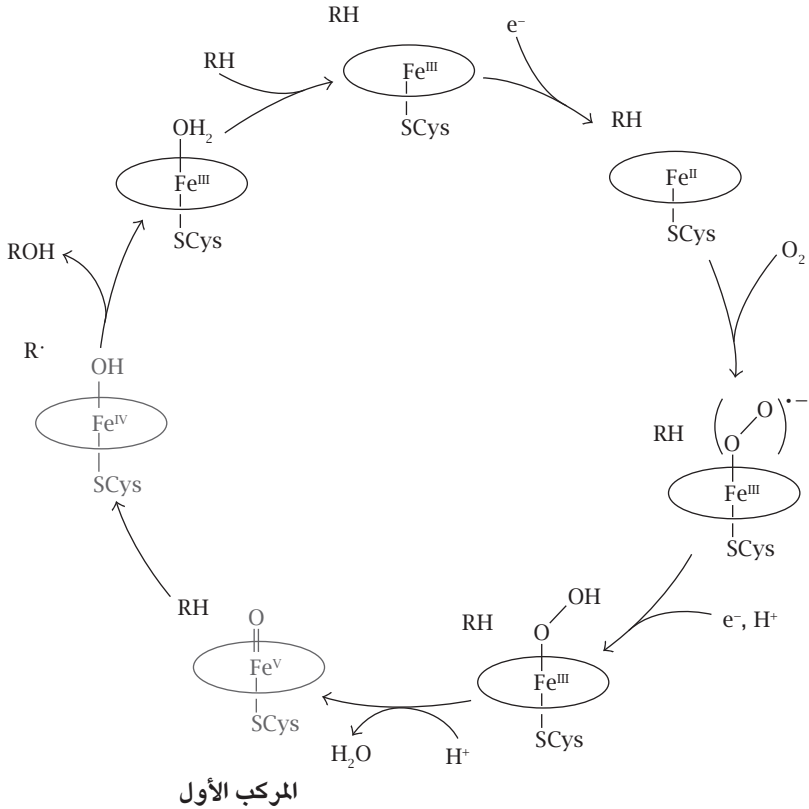 RH
Fe^III
SCys
e⁻
RH
Fe^II
SCys
O₂
RH
(O O)•−
Fe^III
SCys
e⁻, H⁺
RH
OH
O
Fe^III
SCys
H⁺
H₂O
O
Fe^V
SCys
المركب الأول
RH
R·
OH
Fe^IV
SCys
ROH
OH₂
Fe^III
SCys
RH